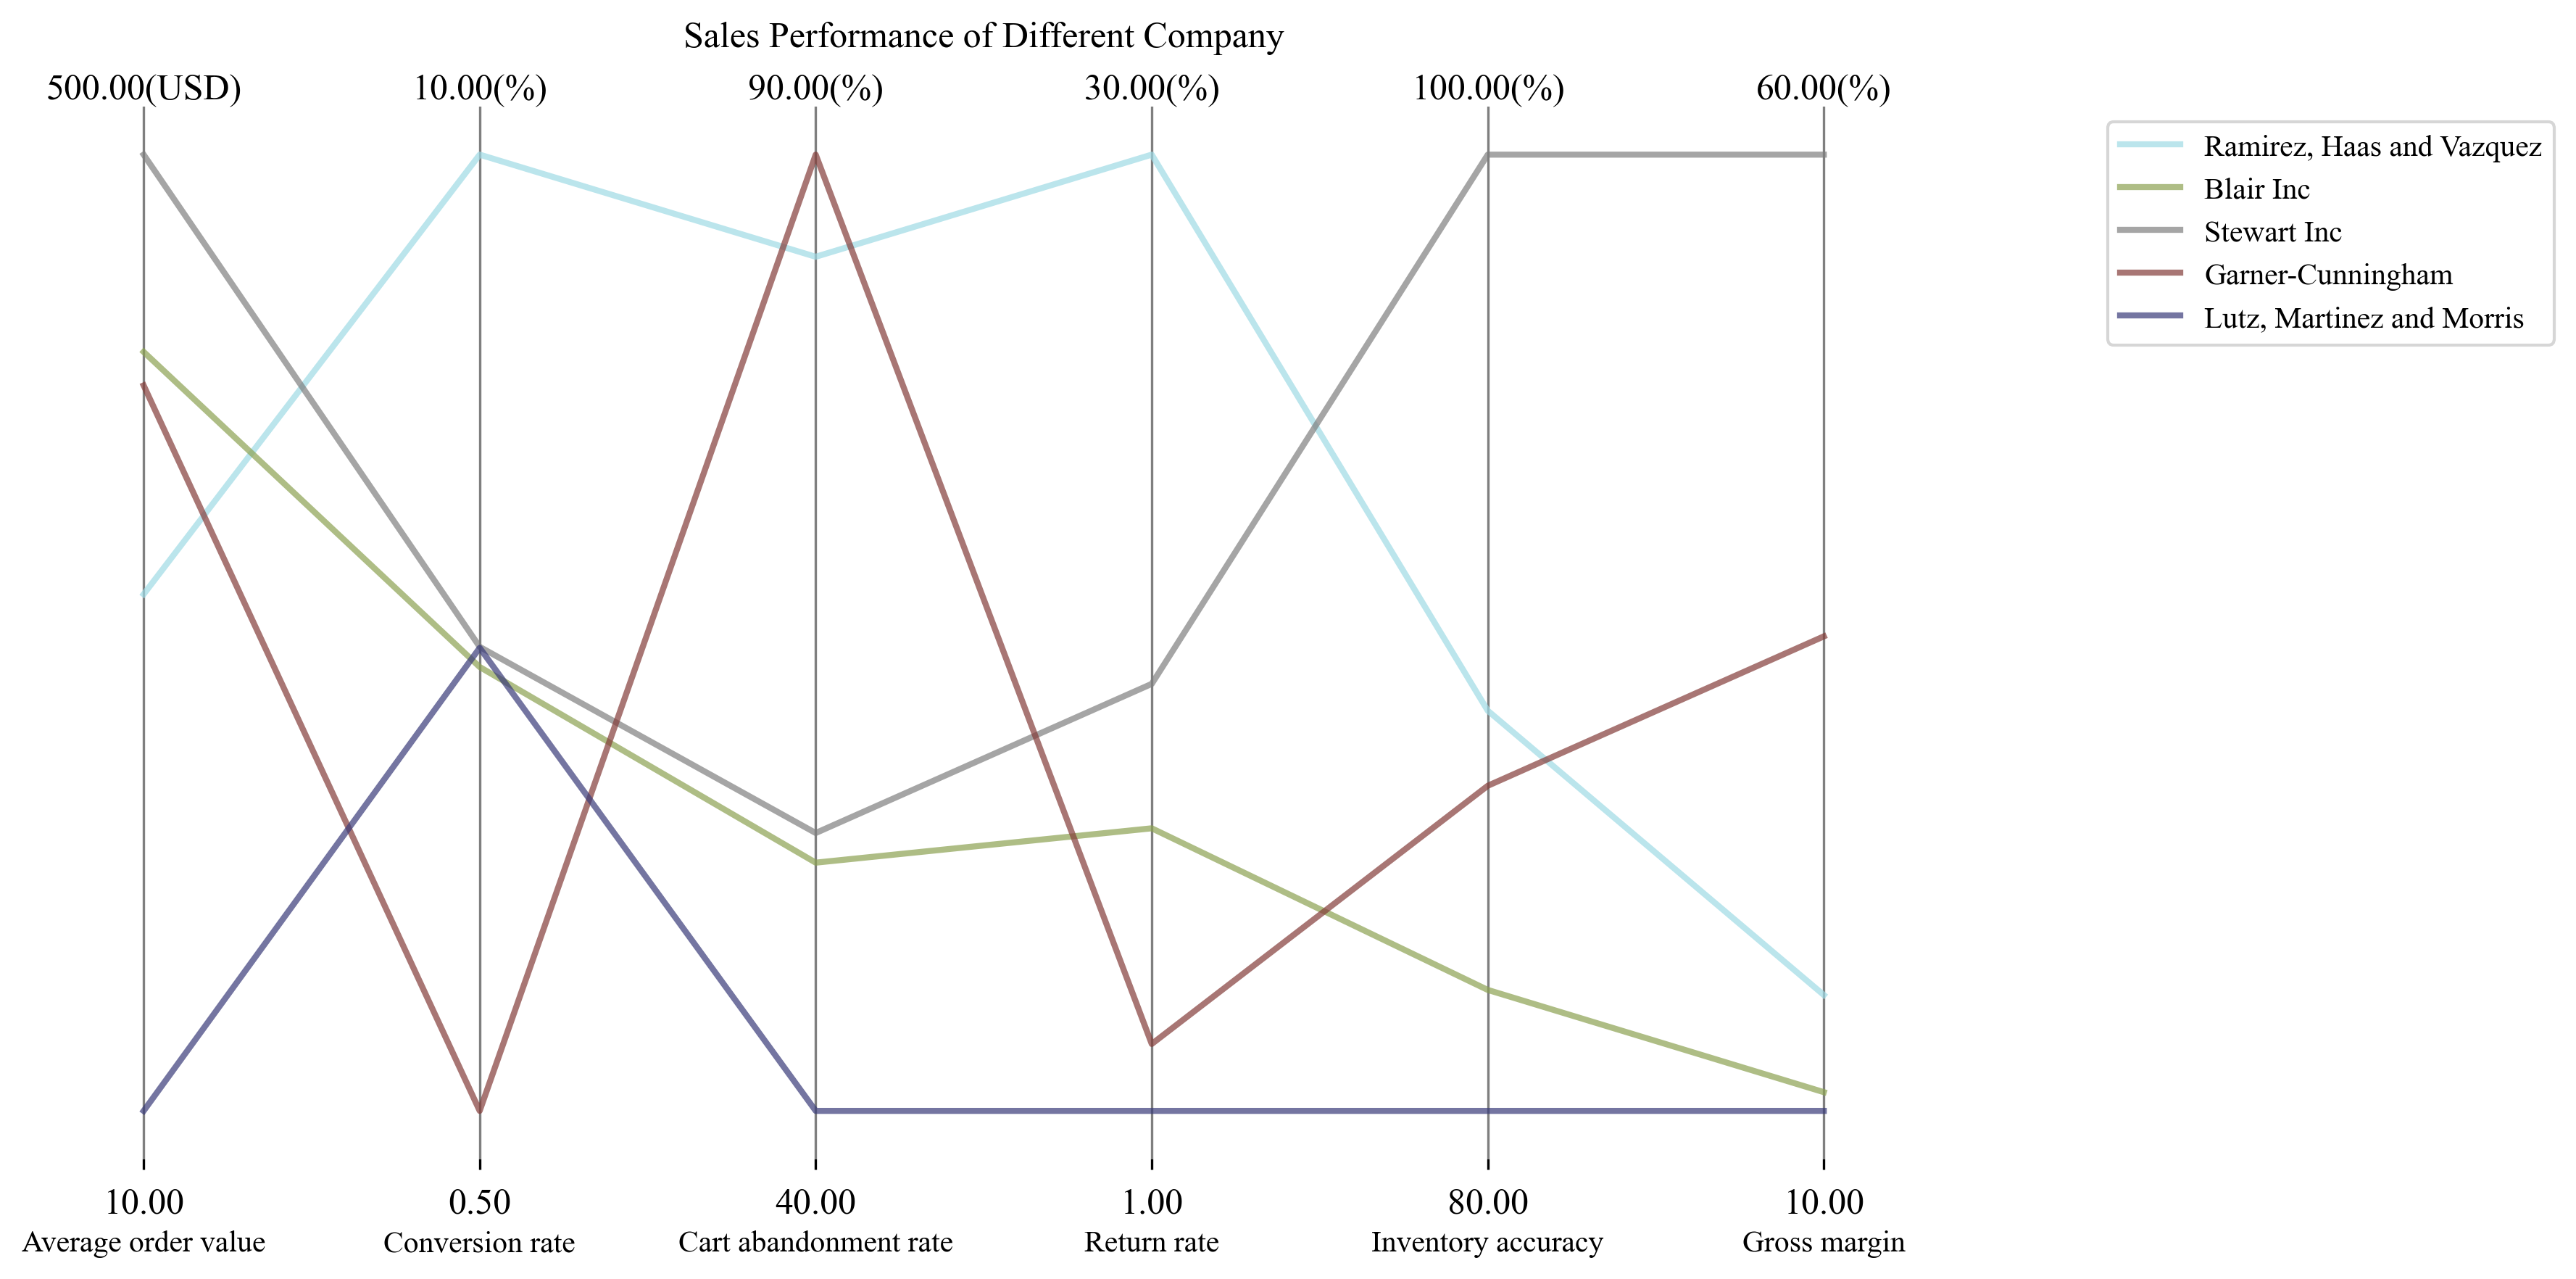 Sales Performance of Different Company
500.00(USD) 10.00(%) 90.00(%) 30.00(%) 100.00(%) 60.00(%)
Ramirez, Haas and Vazquez
Blair Inc
Stewart Inc
Garner-Cunningham
Lutz, Martinez and Morris
10.00 0.50 40.00 1.00 80.00 10.00
Average order value Conversion rate Cart abandonment rate Return rate Inventory accuracy Gross margin